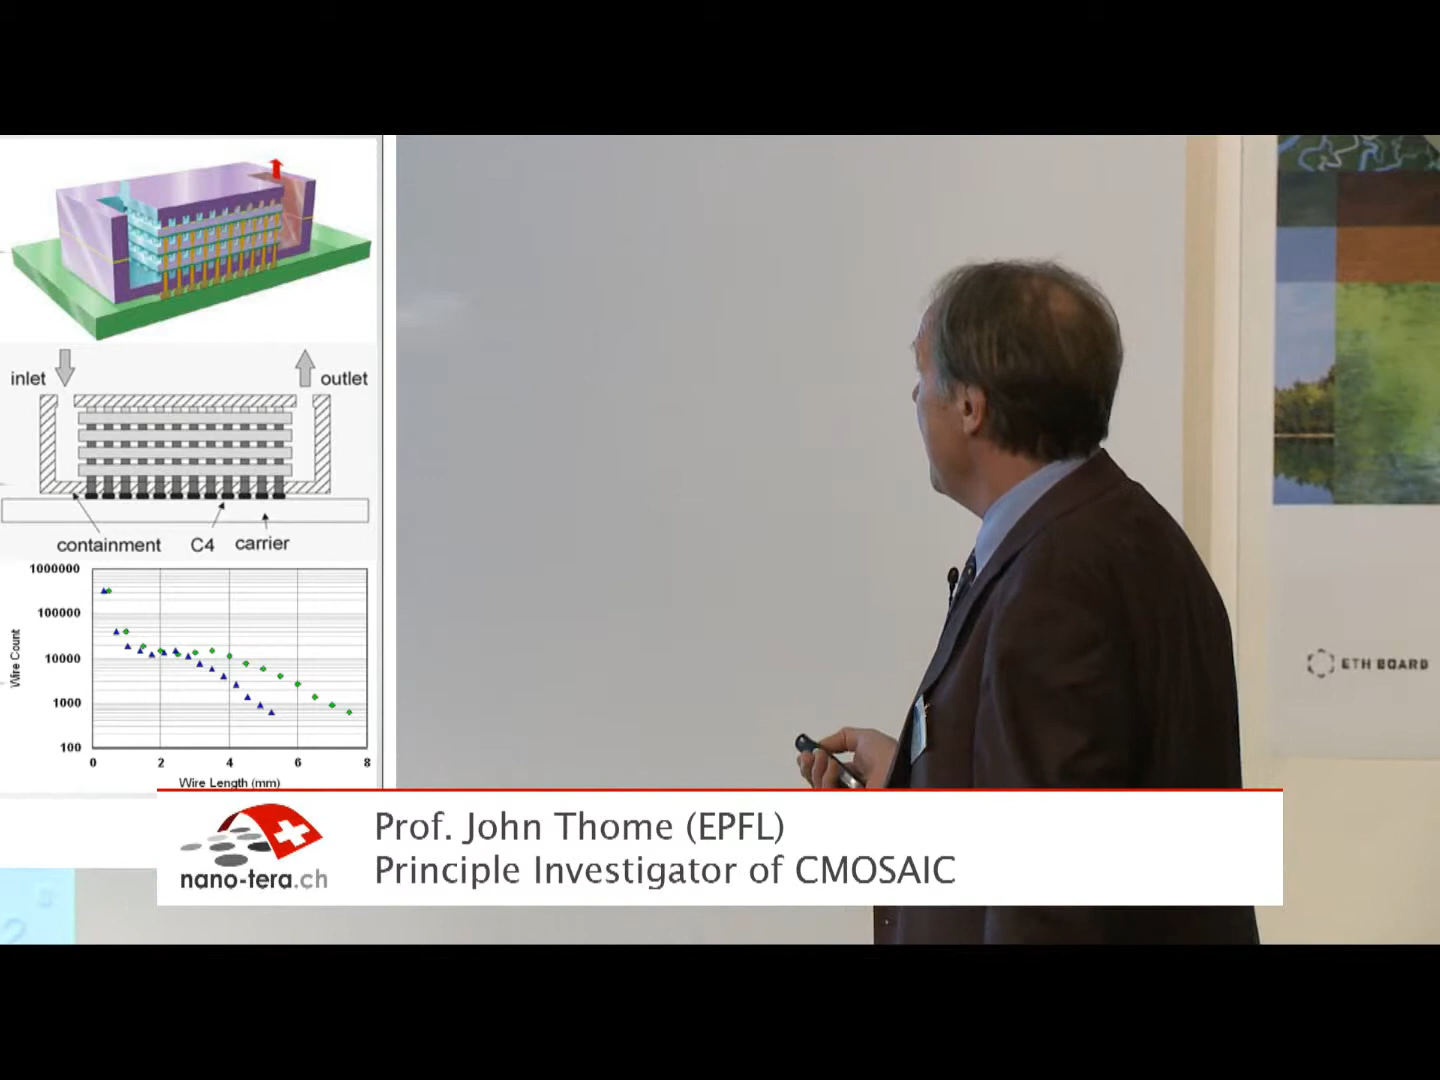 inlet
outlet
containment
C4
carrier
1000000
100000
10000
1000
100
Wire Count
0
2
4
6
8
Wire Length (mm)
ETH BOARD
nano-tera.ch
Prof. John Thome (EPFL)
Principle Investigator of CMOSAIC